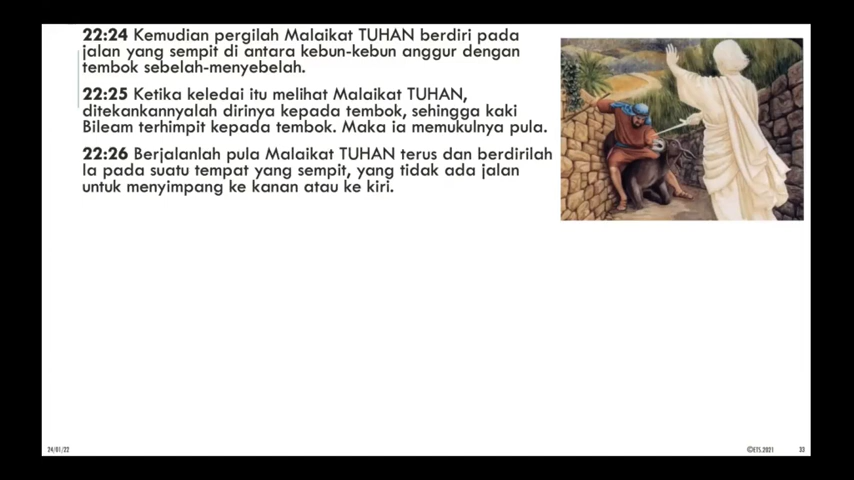 22:24 Kemudian pergilah Malaikat TUHAN berdiri pada
jalan yang sempit di antara kebun-kebun anggur dengan
tembok sebelah-menyebelah.
22:25 Ketika keledai itu melihat Malaikat TUHAN,
ditekankannyalah dirinya kepada tembok, sehingga kaki
Bileam terhimpit kepada tembok. Maka ia memukulnya pula.
22:26 Berjalanlah pula Malaikat TUHAN terus dan berdirilah
Ia pada suatu tempat yang sempit, yang tidak ada jalan
untuk menyimpang ke kanan atau ke kiri.
24/01/22
©ETS.2021
33